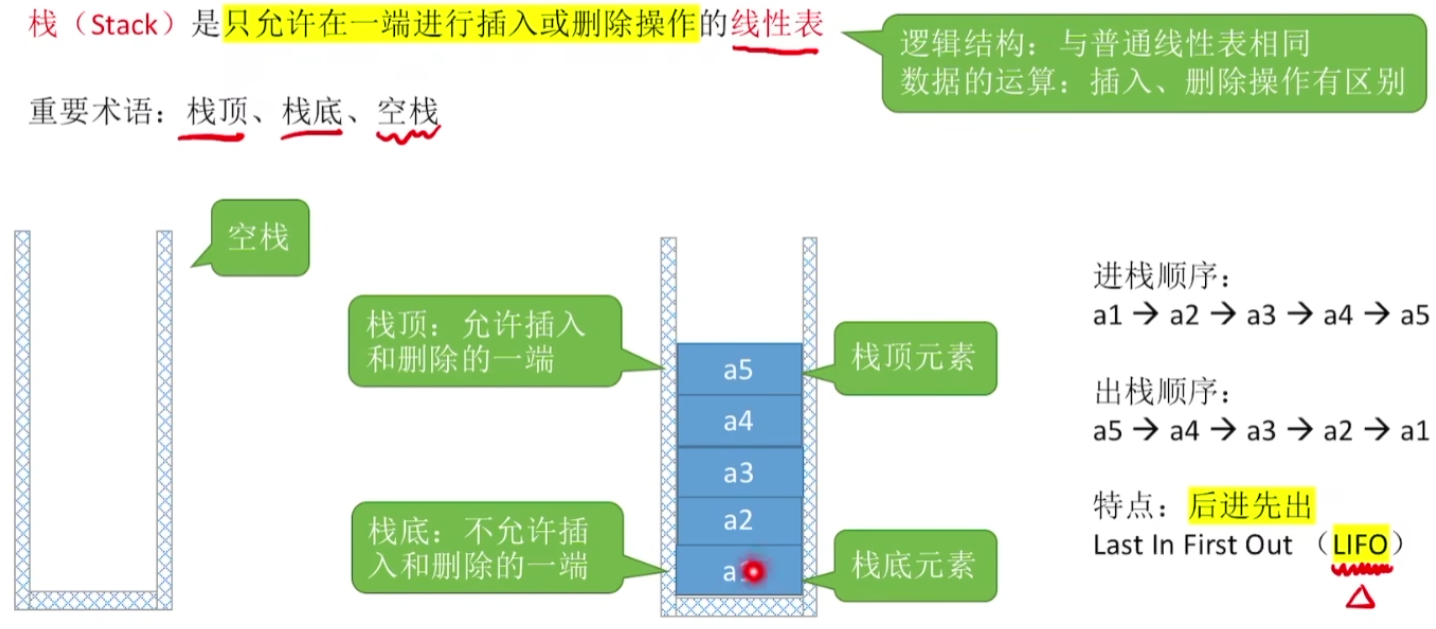 栈（Stack）是只允许在一端进行插入或删除操作的线性表
逻辑结构：与普通线性表相同
数据的运算：插入、删除操作有区别
重要术语：栈顶、栈底、空栈
空栈
栈顶：允许插入
和删除的一端
a5
a4
a3
a2
栈顶元素
栈底：不允许插
入和删除的一端
栈底元素
进栈顺序：
a1 → a2 → a3 → a4 → a5
出栈顺序：
a5 → a4 → a3 → a2 → a1
特点：后进先出
Last In First Out （LIFO）